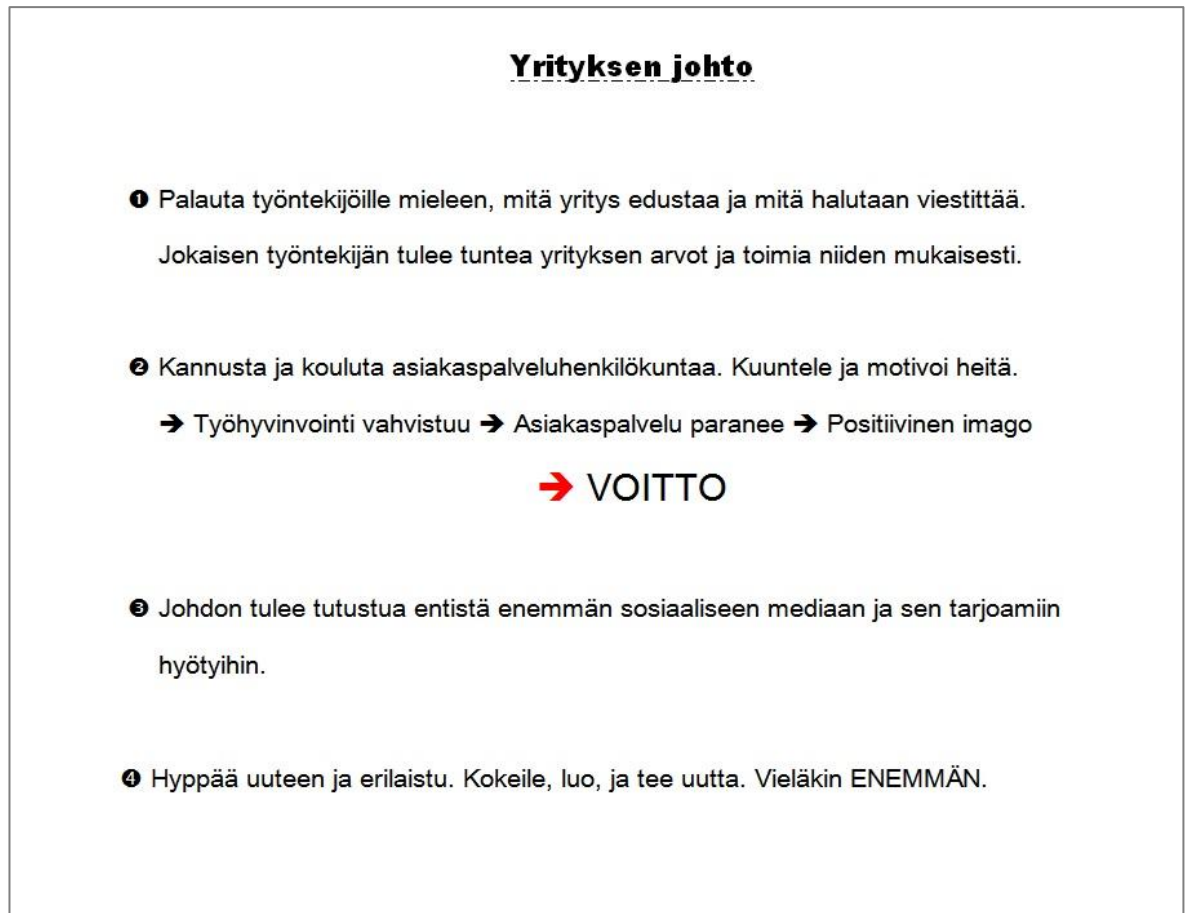 Yrityksen johto
❶ Palauta työntekijöille mieleen, mitä yritys edustaa ja mitä halutaan viestittää.
Jokaisen työntekijän tulee tuntea yrityksen arvot ja toimia niiden mukaisesti.
❷ Kannusta ja kouluta asiakaspalveluhenkilökuntaa. Kuuntele ja motivoi heitä.
➔ Työhyvinvointi vahvistuu ➔ Asiakaspalvelu paranee ➔ Positiivinen imago
➔ VOITTO
❸ Johdon tulee tutustua entistä enemmän sosiaaliseen mediaan ja sen tarjoamiin
hyötyihin.
❹ Hyppää uuteen ja erilaistu. Kokeile, luo, ja tee uutta. Vieläkin ENEMMÄN.